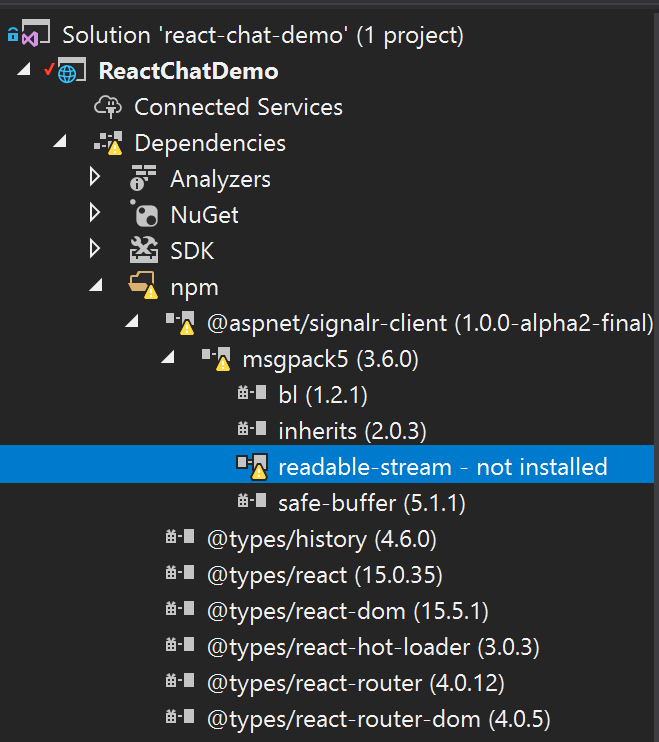 Solution 'react-chat-demo' (1 project)
ReactChatDemo
Connected Services
Dependencies
Analyzers
NuGet
SDK
npm
@aspnet/signalr-client (1.0.0-alpha2-final)
msgpack5 (3.6.0)
bl (1.2.1)
inherits (2.0.3)
readable-stream - not installed
safe-buffer (5.1.1)
@types/history (4.6.0)
@types/react (15.0.35)
@types/react-dom (15.5.1)
@types/react-hot-loader (3.0.3)
@types/react-router (4.0.12)
@types/react-router-dom (4.0.5)